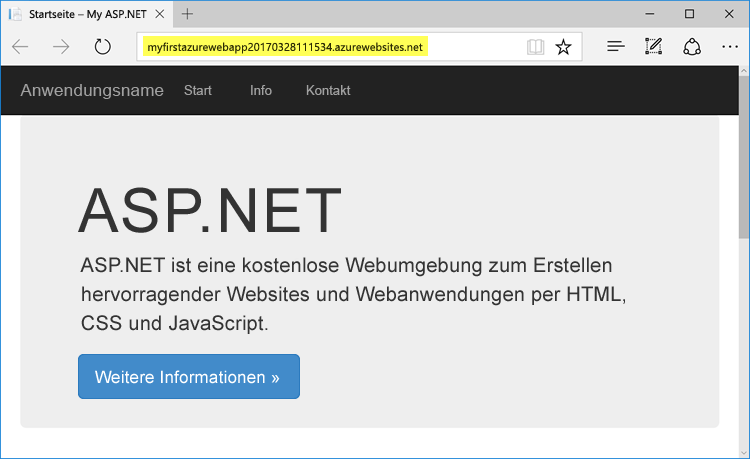 Startseite – My ASP.NET
myfirstazurewebapp20170328111534.azurewebsites.net
Anwendungsname Start Info Kontakt
ASP.NET
ASP.NET ist eine kostenlose Webumgebung zum Erstellen
hervorragender Websites und Webanwendungen per HTML,
CSS und JavaScript.
Weitere Informationen »